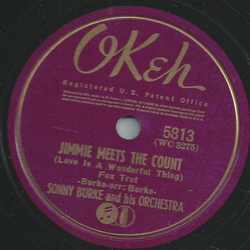 OKeh
Registered U.S. Patent Office
5813
(WC 3275)
JIMMIE MEETS THE COUNT
(Love Is A Wonderful Thing)
Fox Trot
-Burke-arr: Burke-
SONNY BURKE and his ORCHESTRA